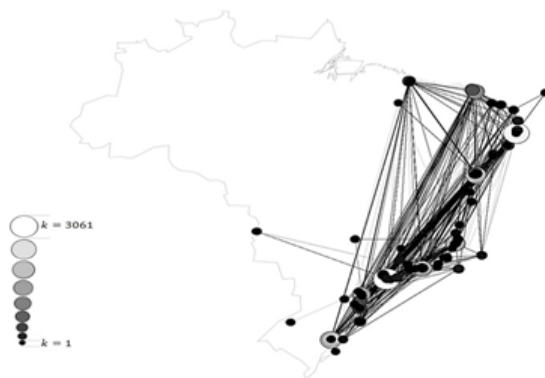 k = 3061
k = 1